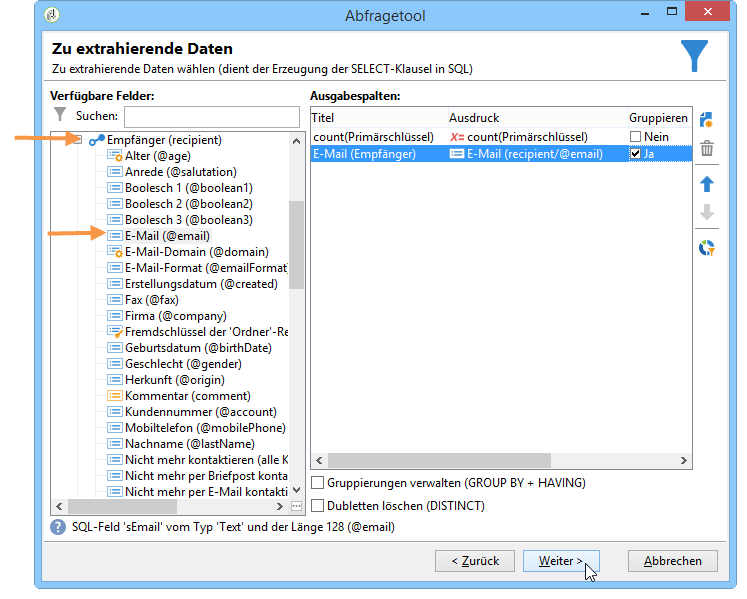 Abfragetool
Zu extrahierende Daten
Zu extrahierende Daten wählen (dient der Erzeugung der SELECT-Klausel in SQL)
Verfügbare Felder:
Suchen:
Empfänger (recipient)
Alter (@age)
Anrede (@salutation)
Boolesch 1 (@boolean1)
Boolesch 2 (@boolean2)
Boolesch 3 (@boolean3)
E-Mail (@email)
E-Mail-Domain (@domain)
E-Mail-Format (@emailFormat)
Erstellungsdatum (@created)
Fax (@fax)
Firma (@company)
Fremdschlüssel der 'Ordner'-Re
Geburtsdatum (@birthDate)
Geschlecht (@gender)
Herkunft (@origin)
Kommentar (comment)
Kundennummer (@account)
Mobiltelefon (@mobilePhone)
Nachname (@lastName)
Nicht mehr kontaktieren (alle K
Nicht mehr per Briefpost konta
Nicht mehr per E-Mail kontakti
Ausgabespalten:
Titel Ausdruck Gruppieren
count(Primärschlüssel) count(Primärschlüssel) Nein
E-Mail (Empfänger) E-Mail (recipient/@email) Ja
Gruppierungen verwalten (GROUP BY + HAVING)
Dubletten löschen (DISTINCT)
SQL-Feld 'sEmail' vom Typ 'Text' und der Länge 128 (@email)
< Zurück Weiter > Abbrechen